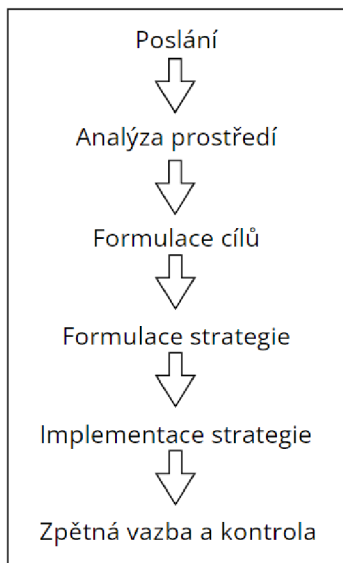 Poslání
Analýza prostředí
Formulace cílů
Formulace strategie
Implementace strategie
Zpětná vazba a kontrola